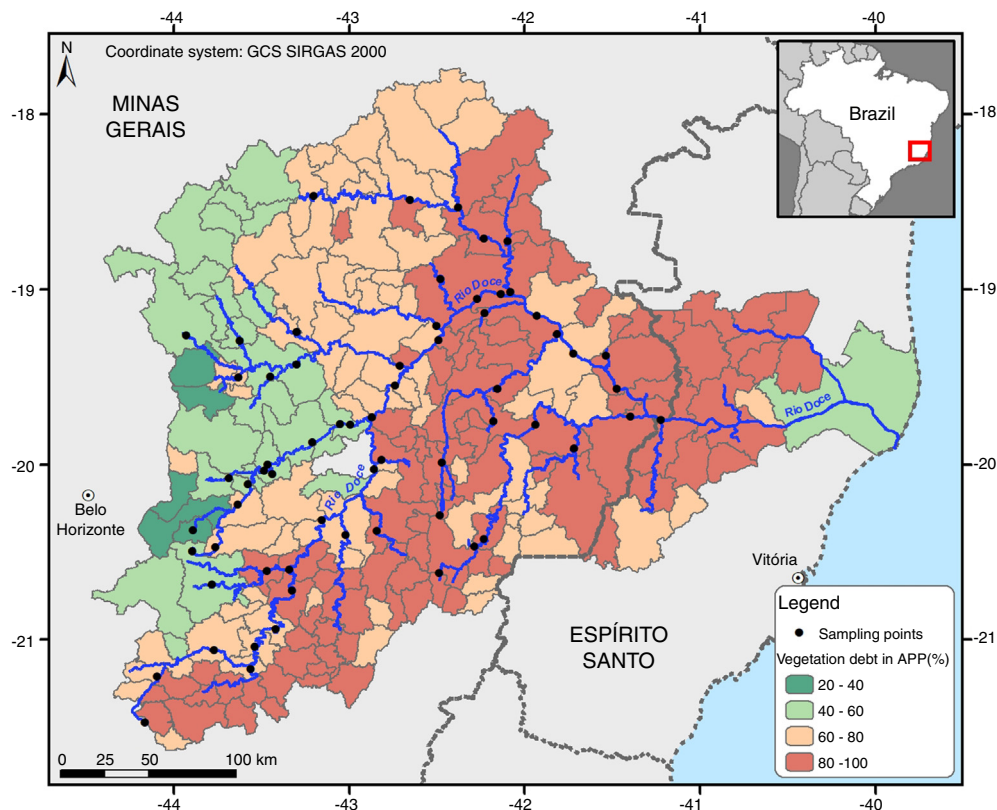 -44 -43 -42 -41 -40
N
Coordinate system: GCS SIRGAS 2000
MINAS
GERAIS
Brazil
-18 -18
-19 -19
Rio Doce
Rio Doce
-20 -20
Rio Doce
Belo
Horizonte
Vitória
Legend
Sampling points
Vegetation debt in APP(%)
20 - 40
40 - 60
60 - 80
80 -100
-21 -21
ESPÍRITO
SANTO
0 25 50 100 km
-44 -43 -42 -41 -40